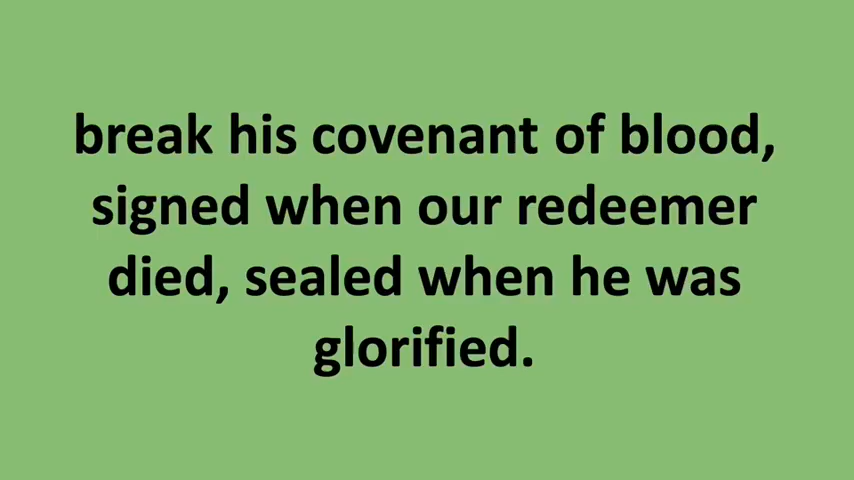 break his covenant of blood,
signed when our redeemer
died, sealed when he was
glorified.